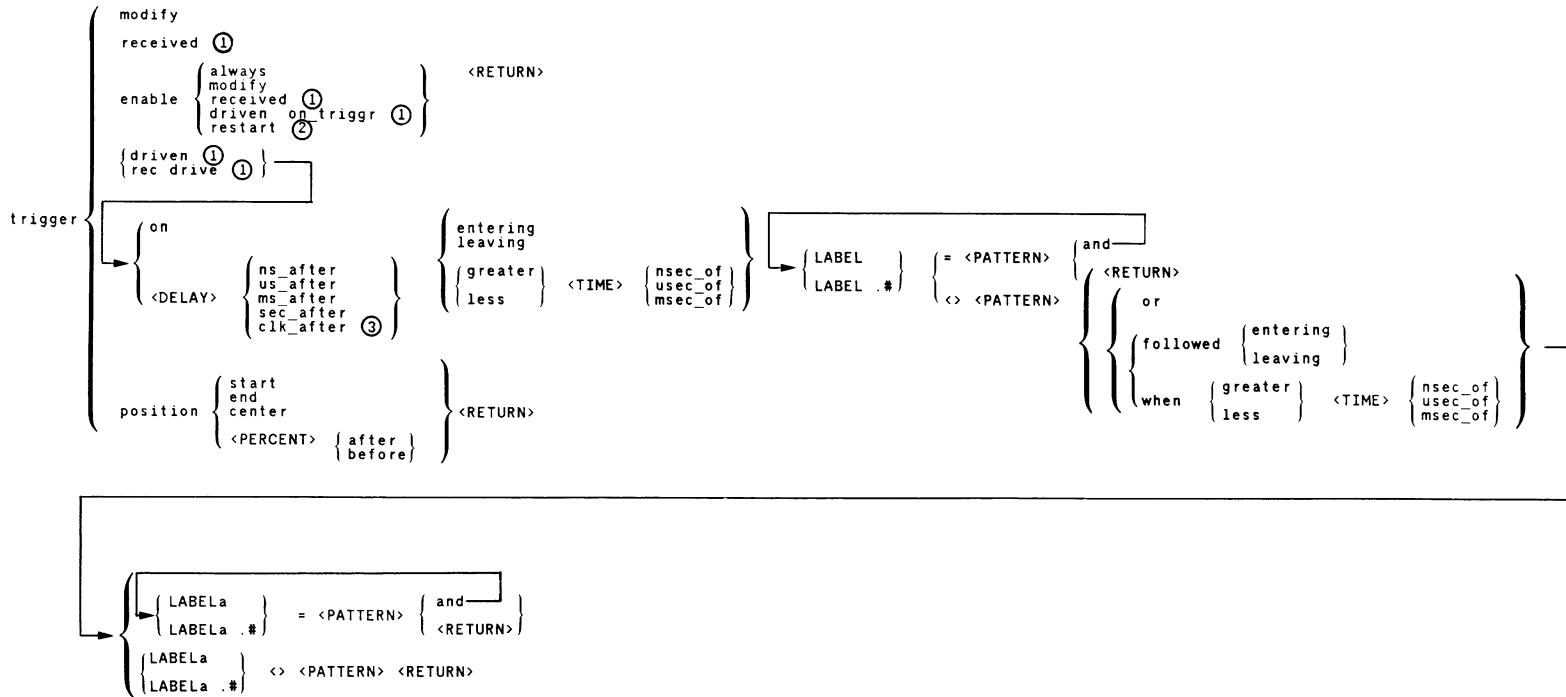 modify
received ①
enable always <RETURN>
modify
received ①
driven on_triggr ①
restart ②
driven ①
rec drive ①
trigger
on
<DELAY> ns_after
us_after
ms_after
sec_after
clk_after ③
entering
leaving
greater
less
<TIME> nsec_of
usec_of
msec_of
LABEL
LABEL .#
= <PATTERN> and
<> <PATTERN>
<RETURN>
or
followed entering
leaving
when greater
less
<TIME> nsec_of
usec_of
msec_of
position start
end
center
<PERCENT> after
before
<RETURN>
LABELa
LABELa .#
= <PATTERN> and
<RETURN>
LABELa
LABELa .#
<> <PATTERN> <RETURN>